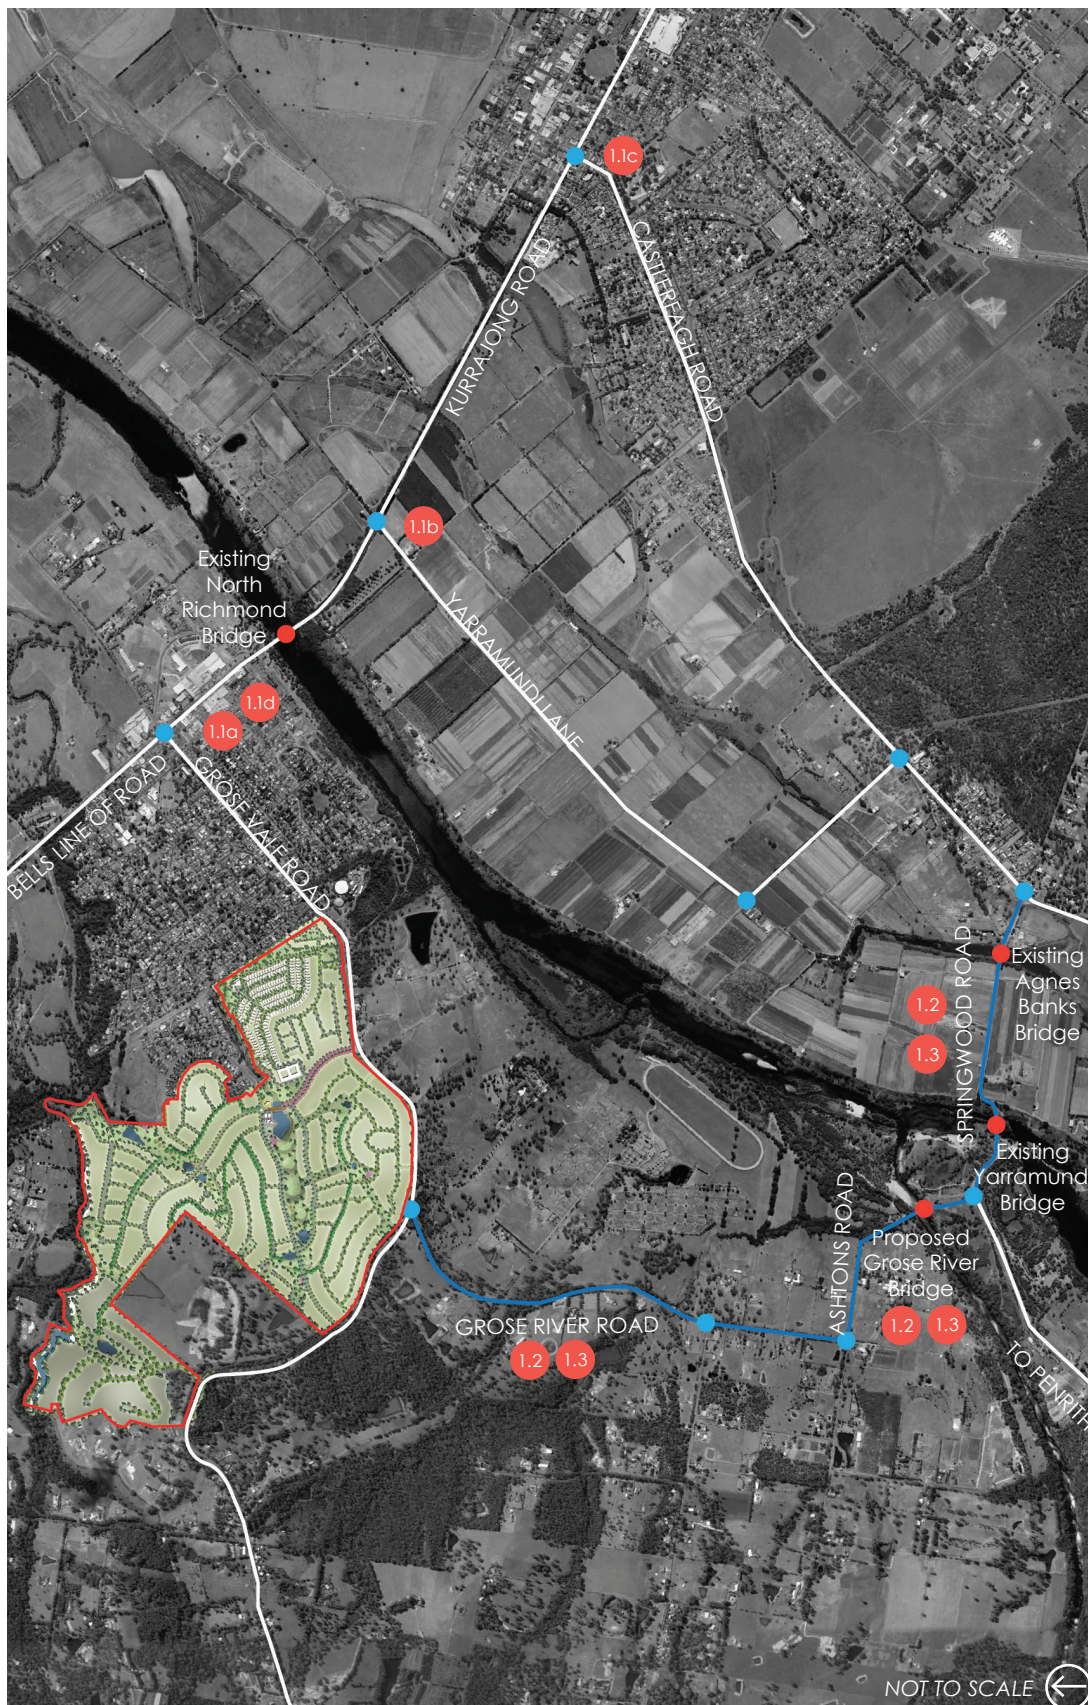 1.1c
CASTLEREAGH ROAD
KURRAJONG ROAD
1.1b
Existing
North
Richmond
Bridge
YARRAMUNDI LANE
1.1d
1.1a
GROSE VALE ROAD
BELLS LINE OF ROAD
SPRINGWOOD ROAD
Existing
Agnes
Banks
Bridge
1.2
1.3
Existing
Yarramundi
Bridge
ASHTONS ROAD
Proposed
Grose River
Bridge
1.2
1.3
GROSE RIVER ROAD
1.2
1.3
TO PENRITH
NOT TO SCALE